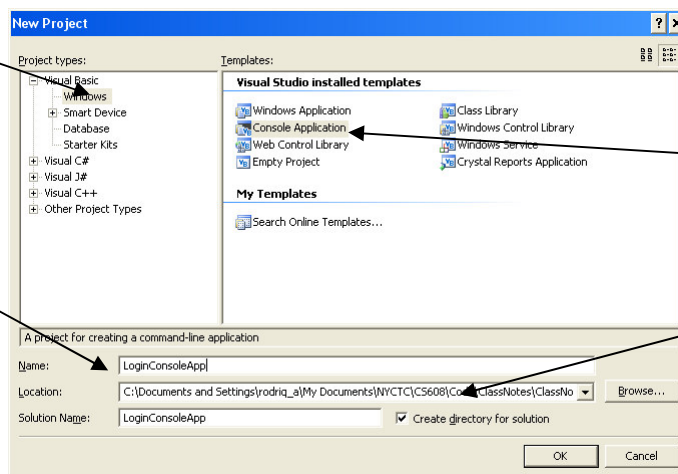 New Project
Project types:
Templates:
Visual Basic
Windows
Smart Device
Database
Starter Kits
Visual C#
Visual J#
Visual C++
Other Project Types
Visual Studio installed templates
Windows Application
Console Application
Web Control Library
Empty Project
Class Library
Windows Control Library
Windows Service
Crystal Reports Application
My Templates
Search Online Templates...
A project for creating a command-line application
Name:
LoginConsoleApp
Location:
C:\Documents and Settings\rodriq_a\My Documents\NYCTC\CS608\Code\ClassNotes\ClassNo
Browse...
Solution Name:
LoginConsoleApp
Create directory for solution
OK
Cancel